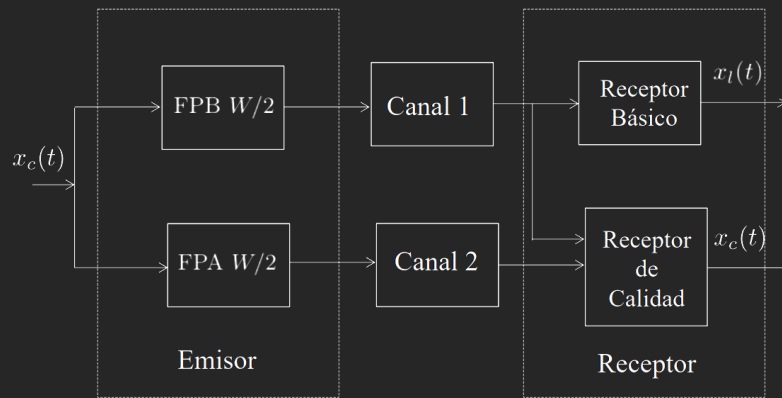 x_c(t)
FPB W/2
Canal 1
Receptor
Básico
x_l(t)
FPA W/2
Canal 2
Receptor
de
Calidad
x_c(t)
Emisor
Receptor